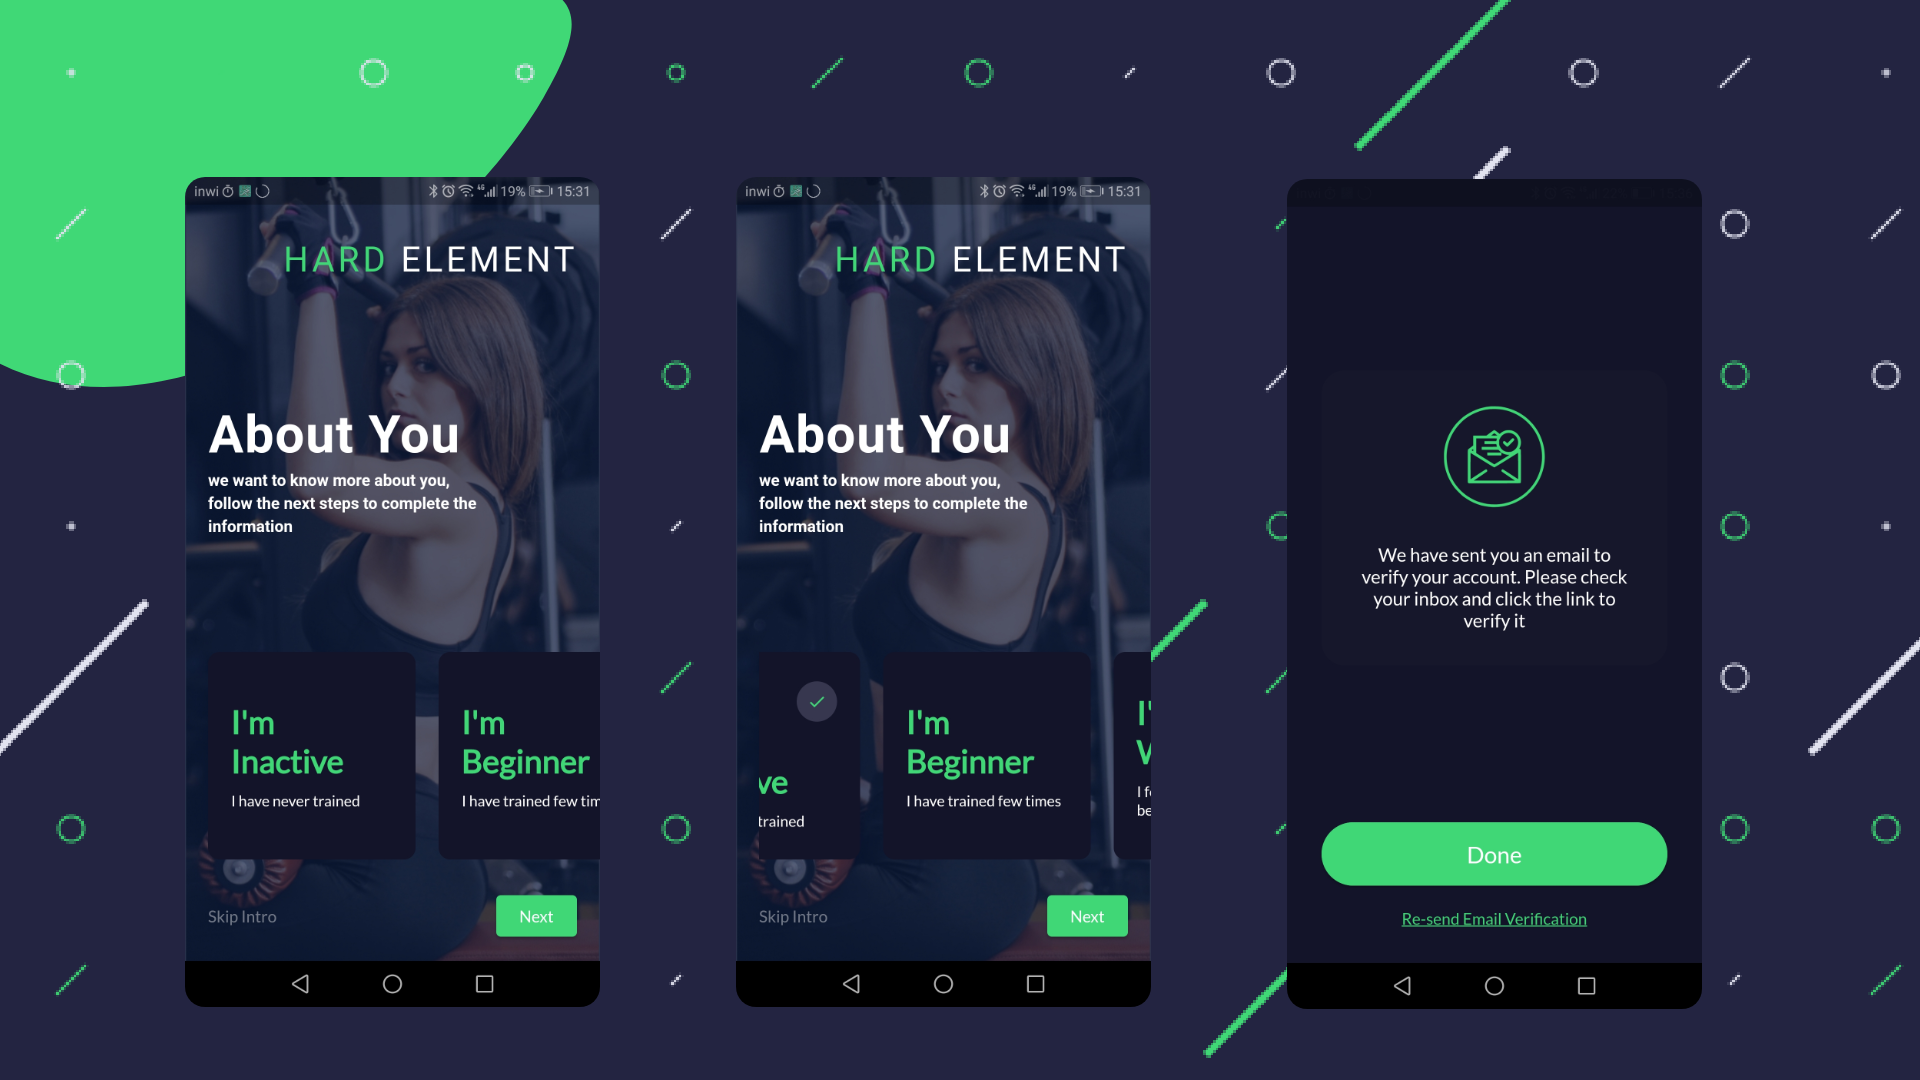 inwi 19% 15:31
HARD ELEMENT
About You
we want to know more about you,
follow the next steps to complete the
information
I'm
Inactive
I have never trained
I'm
Beginner
I have trained few tim
Skip Intro
Next
inwi 19% 15:31
HARD ELEMENT
About You
we want to know more about you,
follow the next steps to complete the
information
ve
trained
I'm
Beginner
I have trained few times
I'
be
Skip Intro
Next
We have sent you an email to
verify your account. Please check
your inbox and click the link to
verify it
Done
Re-send Email Verification